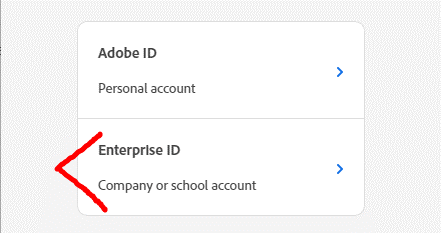 Adobe ID
Personal account
Enterprise ID
Company or school account